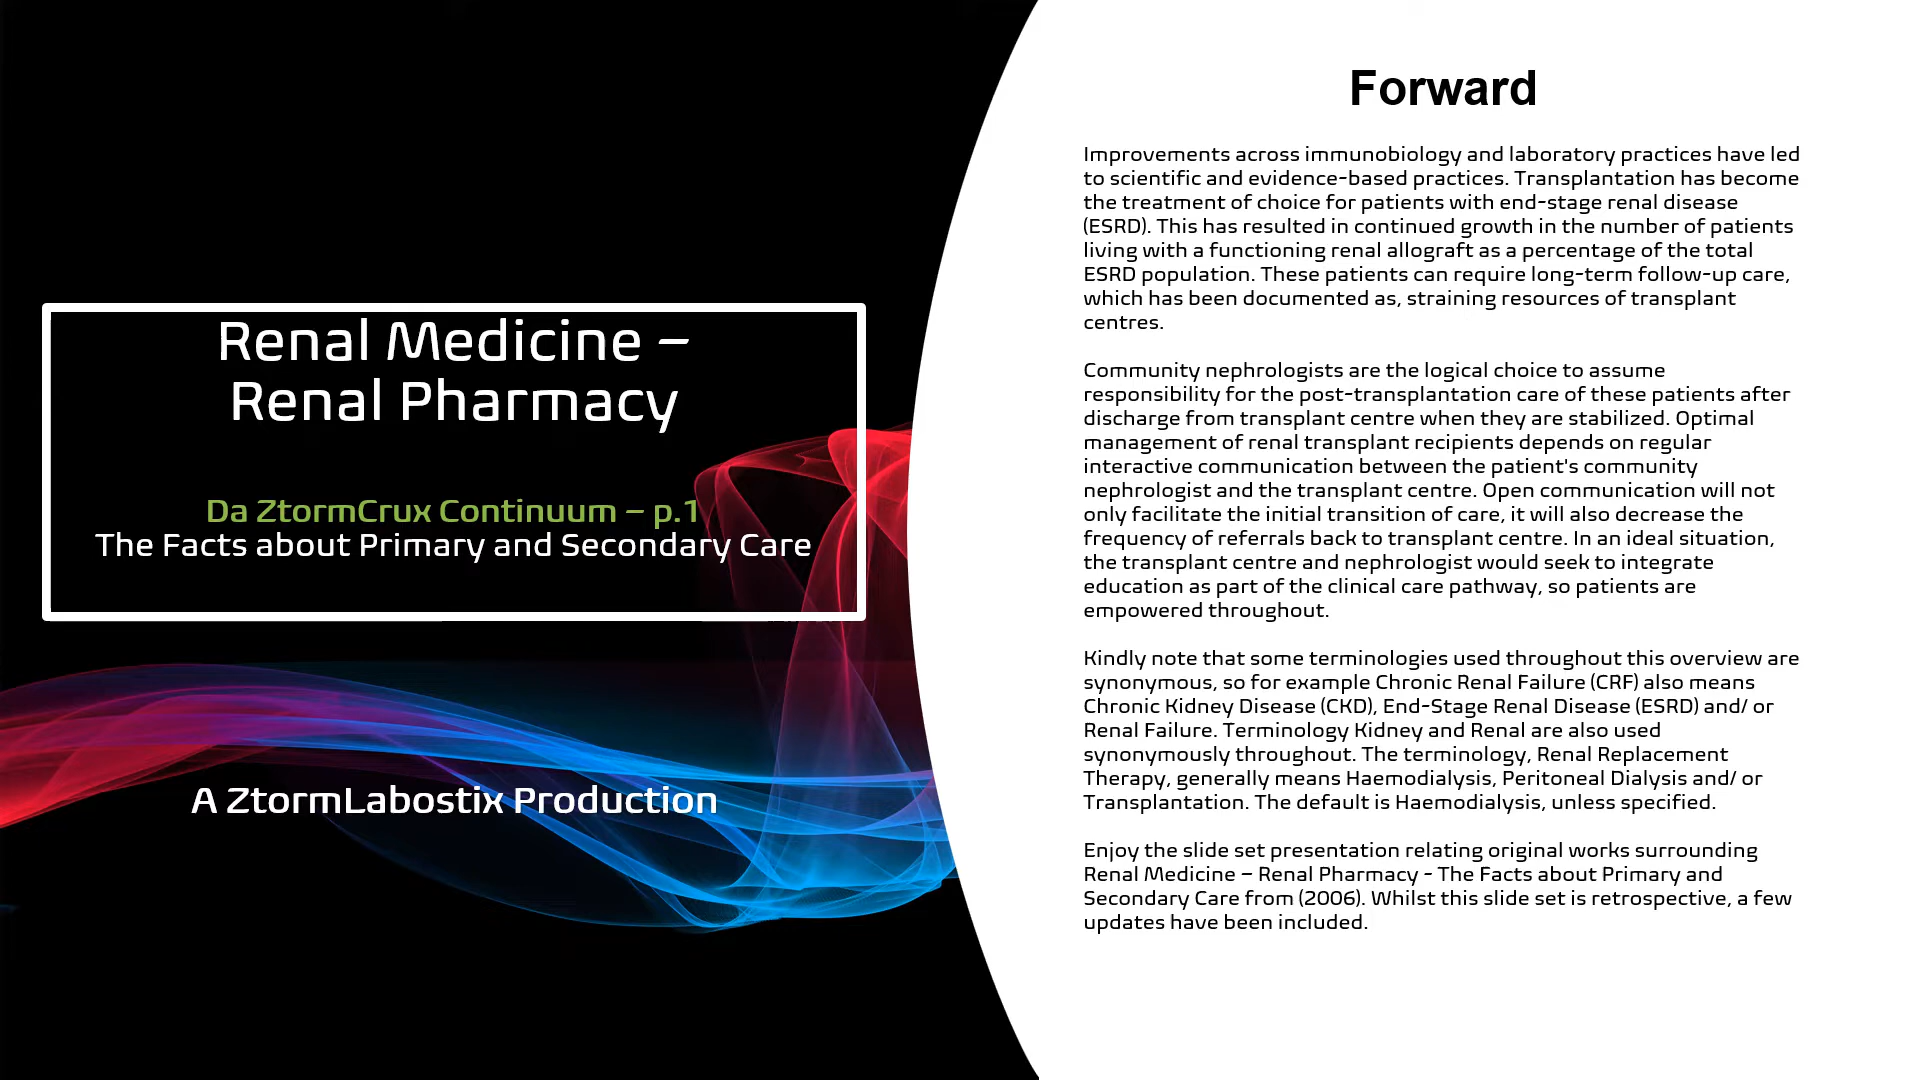 Renal Medicine –
Renal Pharmacy
Da ZtormCrux Continuum – p.1
The Facts about Primary and Secondary Care
A ZtormLabostix Production
Forward
Improvements across immunobiology and laboratory practices have led
to scientific and evidence-based practices. Transplantation has become
the treatment of choice for patients with end-stage renal disease
(ESRD). This has resulted in continued growth in the number of patients
living with a functioning renal allograft as a percentage of the total
ESRD population. These patients can require long-term follow-up care,
which has been documented as, straining resources of transplant
centres.
Community nephrologists are the logical choice to assume
responsibility for the post-transplantation care of these patients after
discharge from transplant centre when they are stabilized. Optimal
management of renal transplant recipients depends on regular
interactive communication between the patient's community
nephrologist and the transplant centre. Open communication will not
only facilitate the initial transition of care, it will also decrease the
frequency of referrals back to transplant centre. In an ideal situation,
the transplant centre and nephrologist would seek to integrate
education as part of the clinical care pathway, so patients are
empowered throughout.
Kindly note that some terminologies used throughout this overview are
synonymous, so for example Chronic Renal Failure (CRF) also means
Chronic Kidney Disease (CKD), End-Stage Renal Disease (ESRD) and/ or
Renal Failure. Terminology Kidney and Renal are also used
synonymously throughout. The terminology, Renal Replacement
Therapy, generally means Haemodialysis, Peritoneal Dialysis and/ or
Transplantation. The default is Haemodialysis, unless specified.
Enjoy the slide set presentation relating original works surrounding
Renal Medicine – Renal Pharmacy - The Facts about Primary and
Secondary Care from (2006). Whilst this slide set is retrospective, a few
updates have been included.